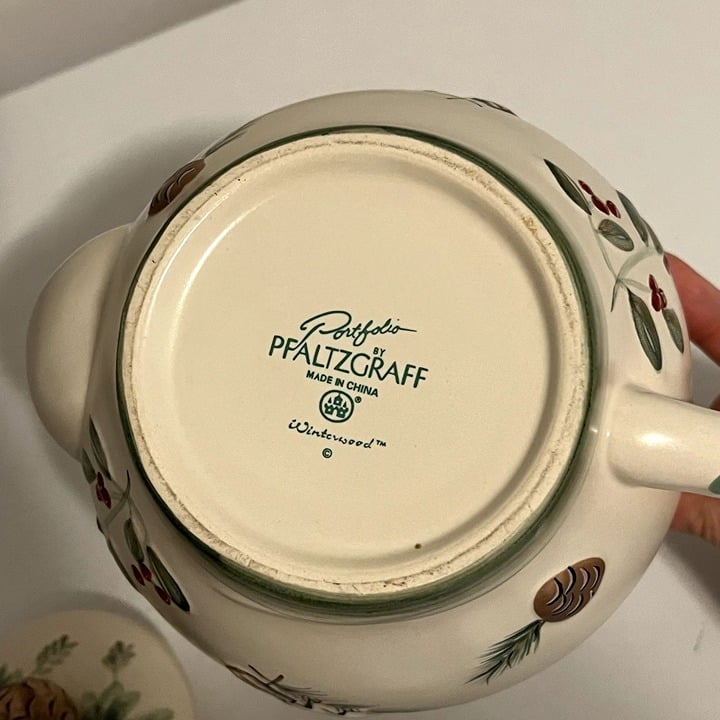 Portfolio
BY
PFALTZGRAFF
MADE IN CHINA
®
Winterwood™
©